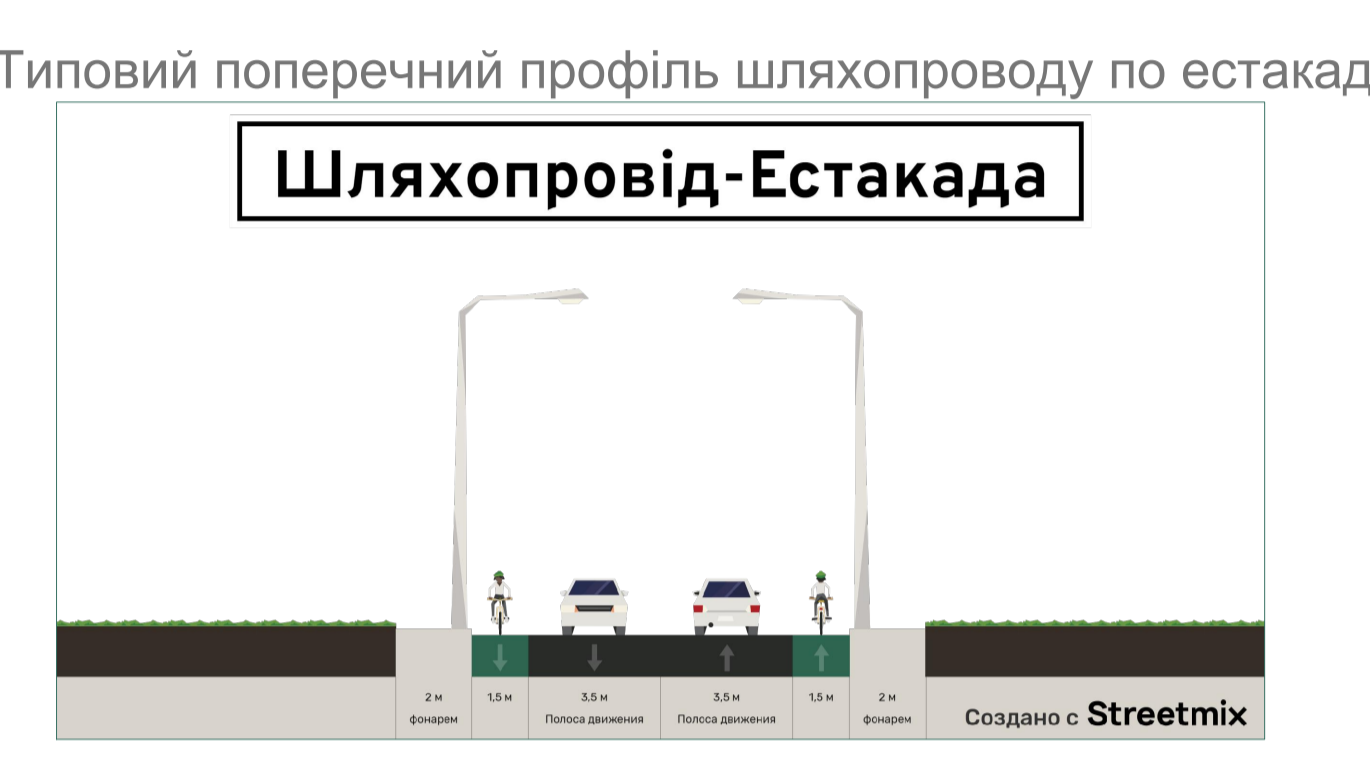 Типовий поперечний профіль шляхопроводу по естакад
Шляхопровід-Естакада
2 м 1,5 м 3,5 м 3,5 м 1,5 м 2 м
фонарем Полоса движения Полоса движения фонарем
Создано с Streetmix